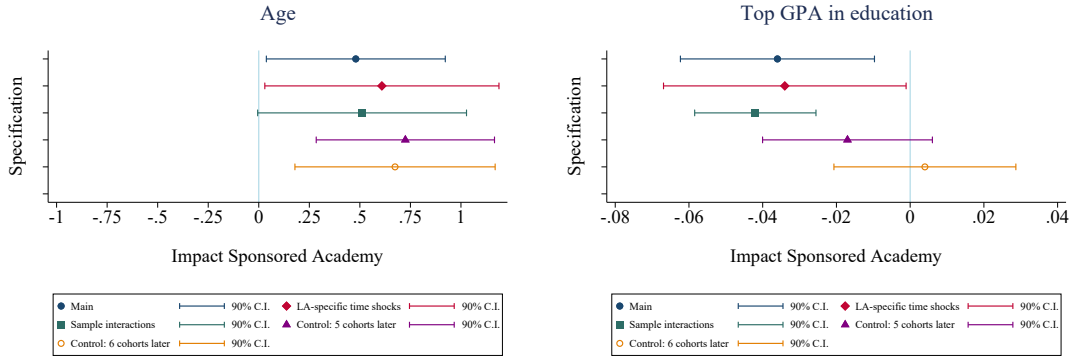 Age
Specification
-1 -.75 -.5 -.25 0 .25 .5 .75 1
Impact Sponsored Academy
Main 90% C.I. LA-specific time shocks 90% C.I.
Sample interactions 90% C.I. Control: 5 cohorts later 90% C.I.
Control: 6 cohorts later 90% C.I.
Top GPA in education
Specification
-.08 -.06 -.04 -.02 0 .02 .04
Impact Sponsored Academy
Main 90% C.I. LA-specific time shocks 90% C.I.
Sample interactions 90% C.I. Control: 5 cohorts later 90% C.I.
Control: 6 cohorts later 90% C.I.